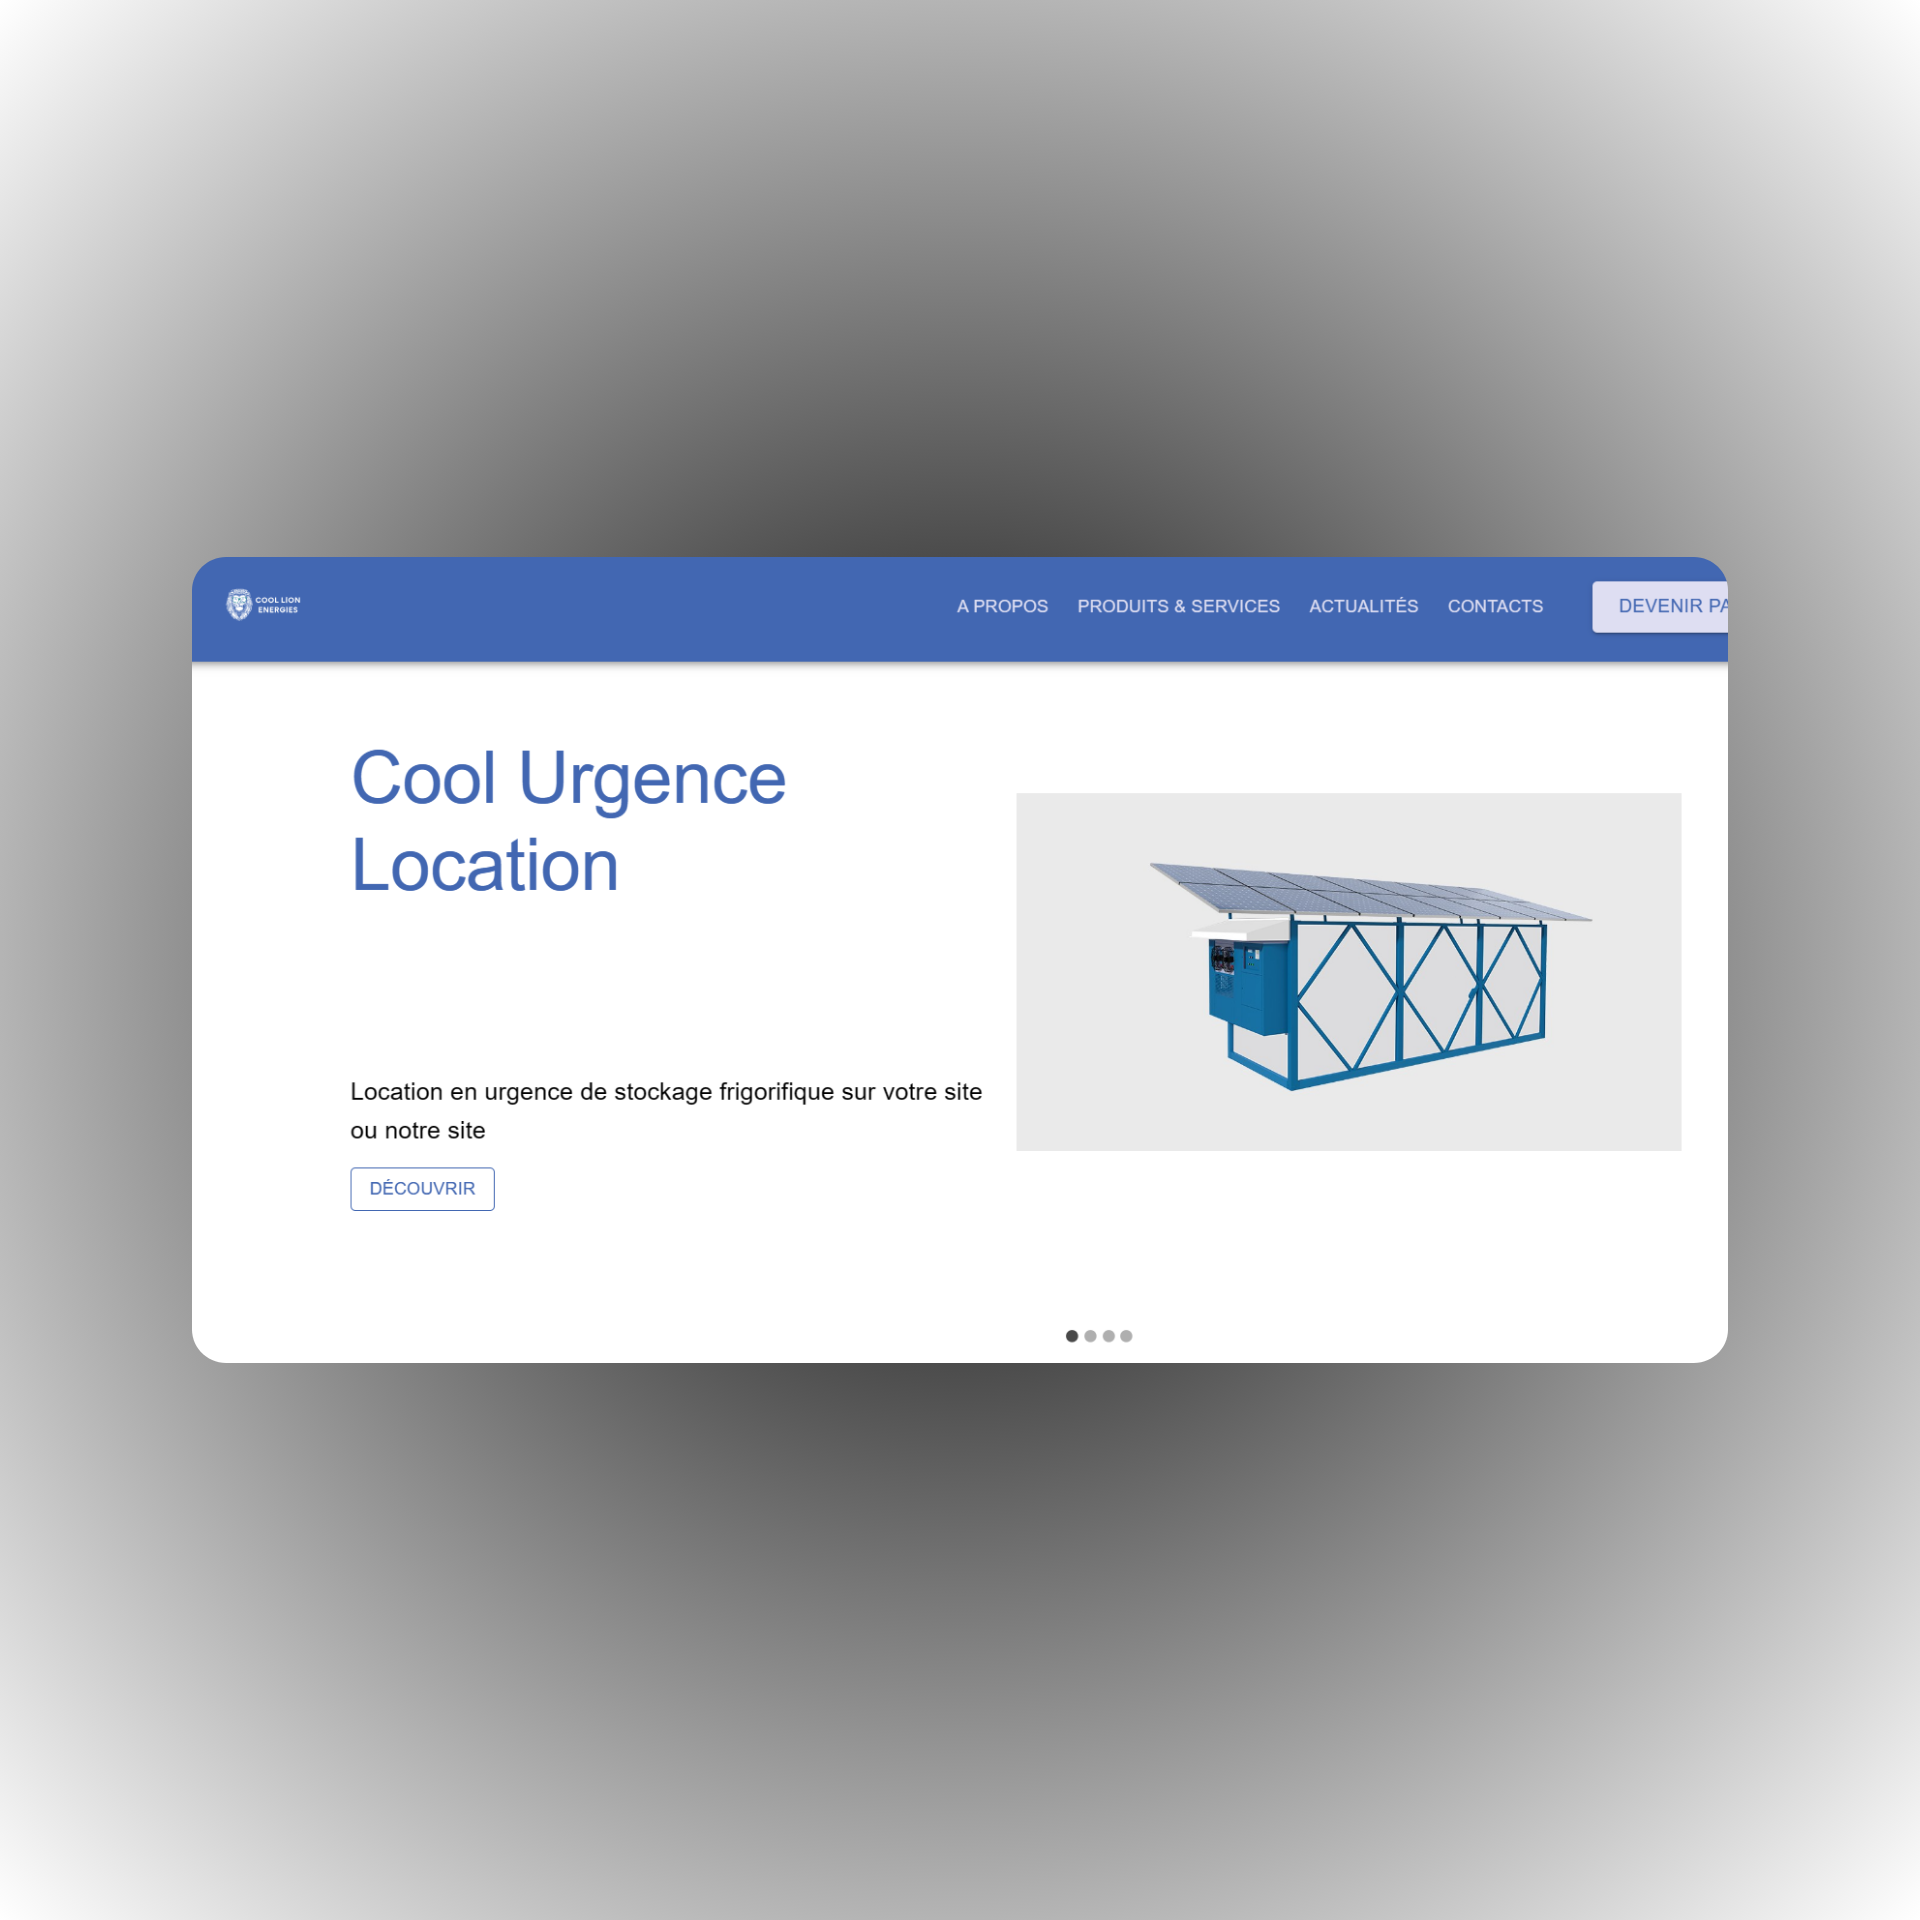 COOL LION
ENERGIES
A PROPOS PRODUITS & SERVICES ACTUALITÉS CONTACTS DEVENIR PA
Cool Urgence
Location
Location en urgence de stockage frigorifique sur votre site
ou notre site
DÉCOUVRIR